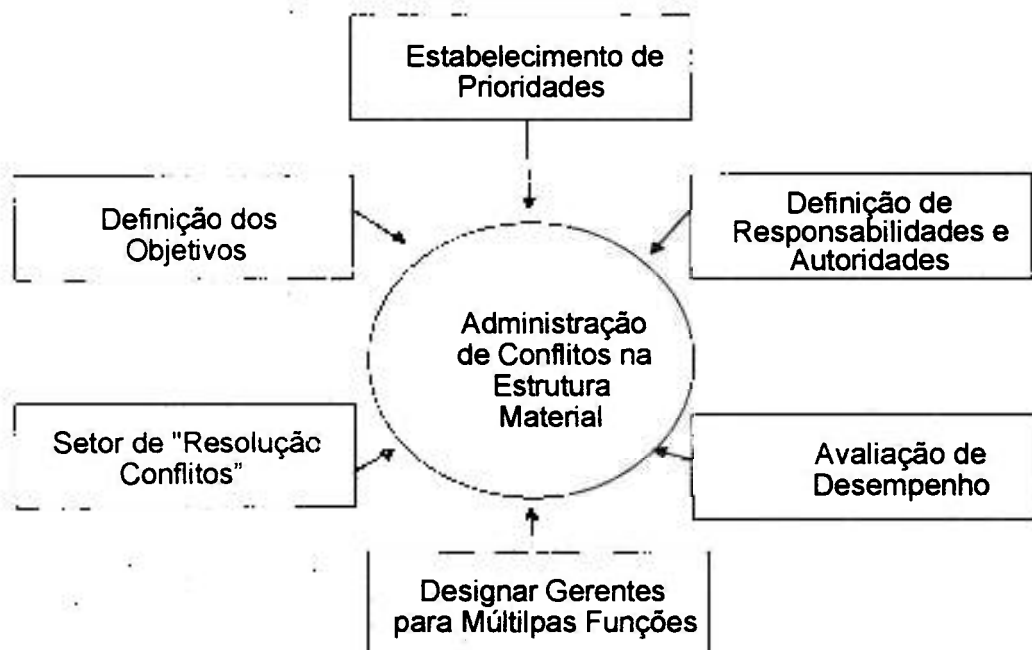 Estabelecimento de
Prioridades
Definição dos
Objetivos
Definição de
Responsabilidades e
Autoridades
Administração
de Conflitos na
Estrutura
Material
Setor de "Resolução
Conflitos"
Avaliação de
Desempenho
Designar Gerentes
para Múltilpas Funções